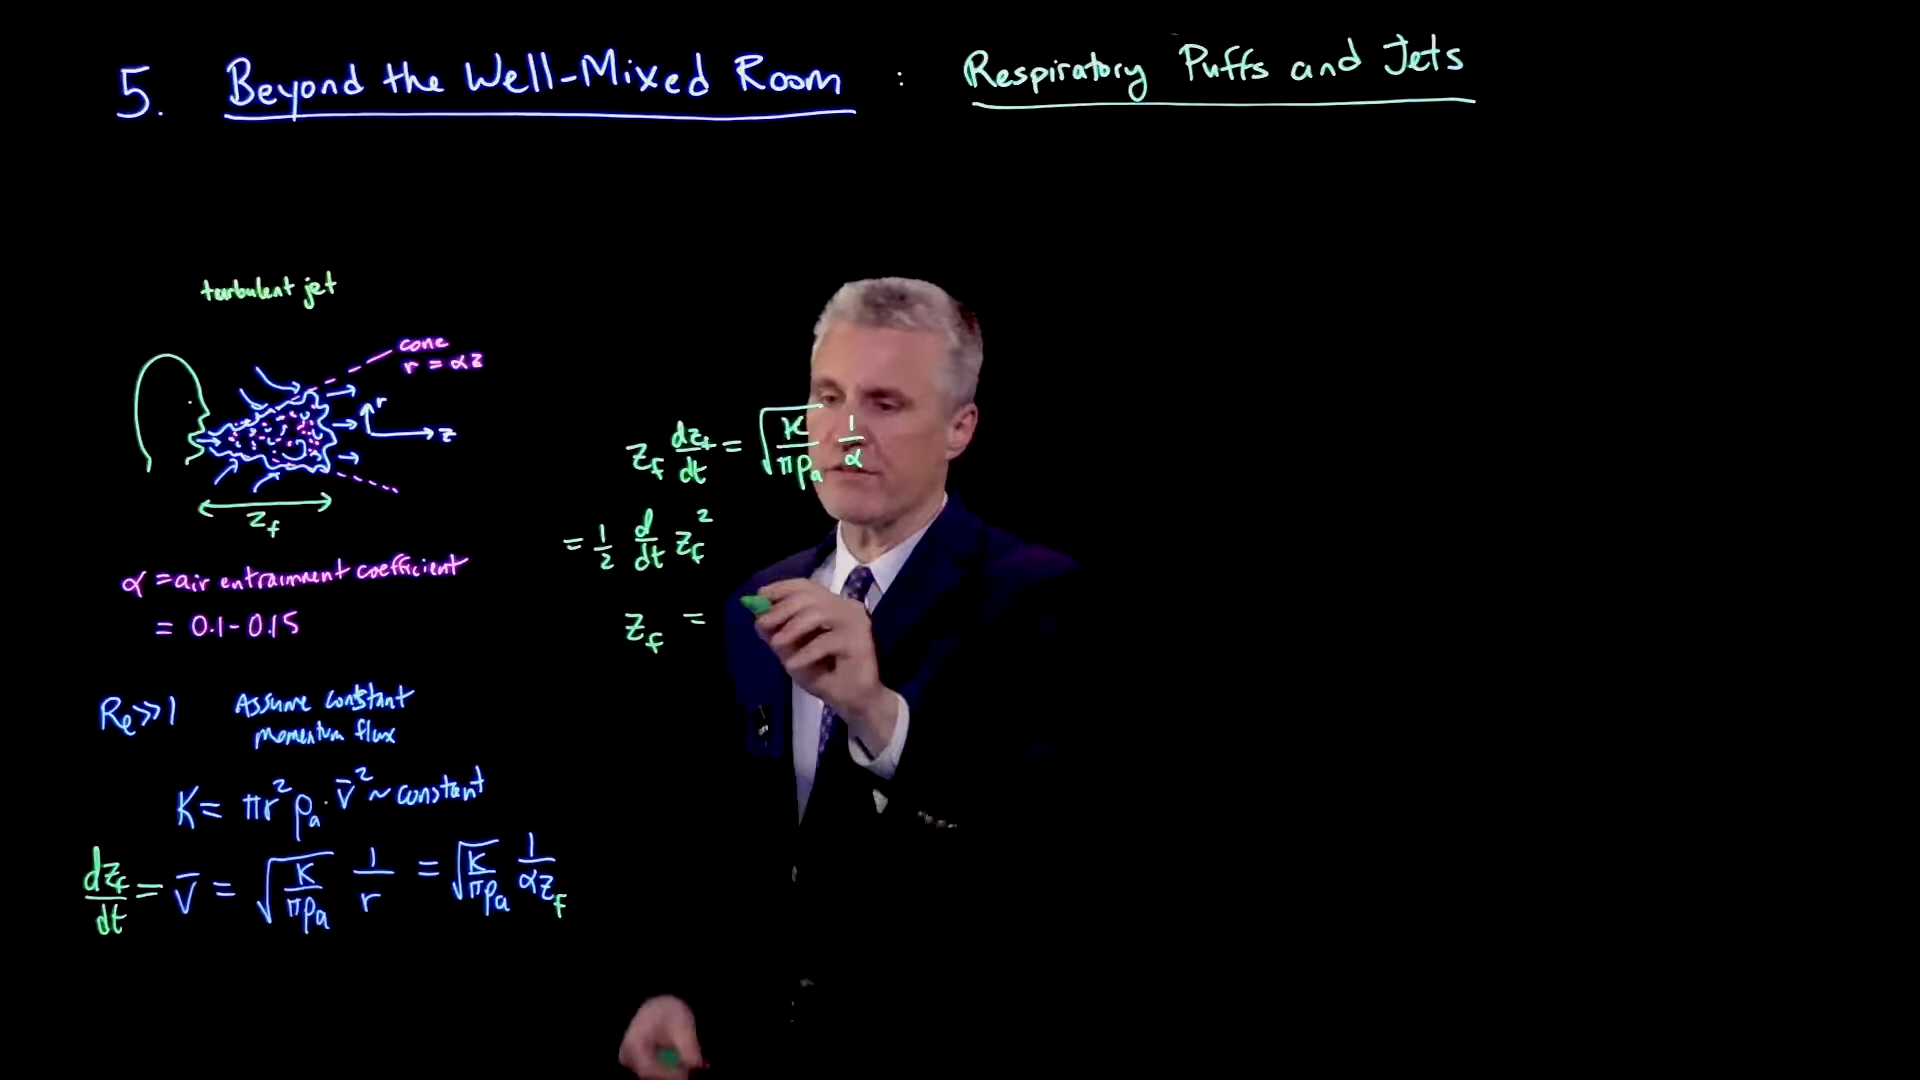 5. Beyond the Well-Mixed Room : Respiratory Puffs and Jets
turbulent jet
cone
r = αz
r
z
z_f
α = air entrainment coefficient
= 0.1 - 0.15
Re >> 1 Assume constant
momentum flux
K = πr² ρ_a · v̄² ~ constant
dz_f/dt = v̄ = √(K/πρ_a) 1/r = √(K/πρ_a) 1/αz_f
z_f dz_f/dt = √(K/πρ_a) 1/α
= 1/2 d/dt z_f²
z_f =